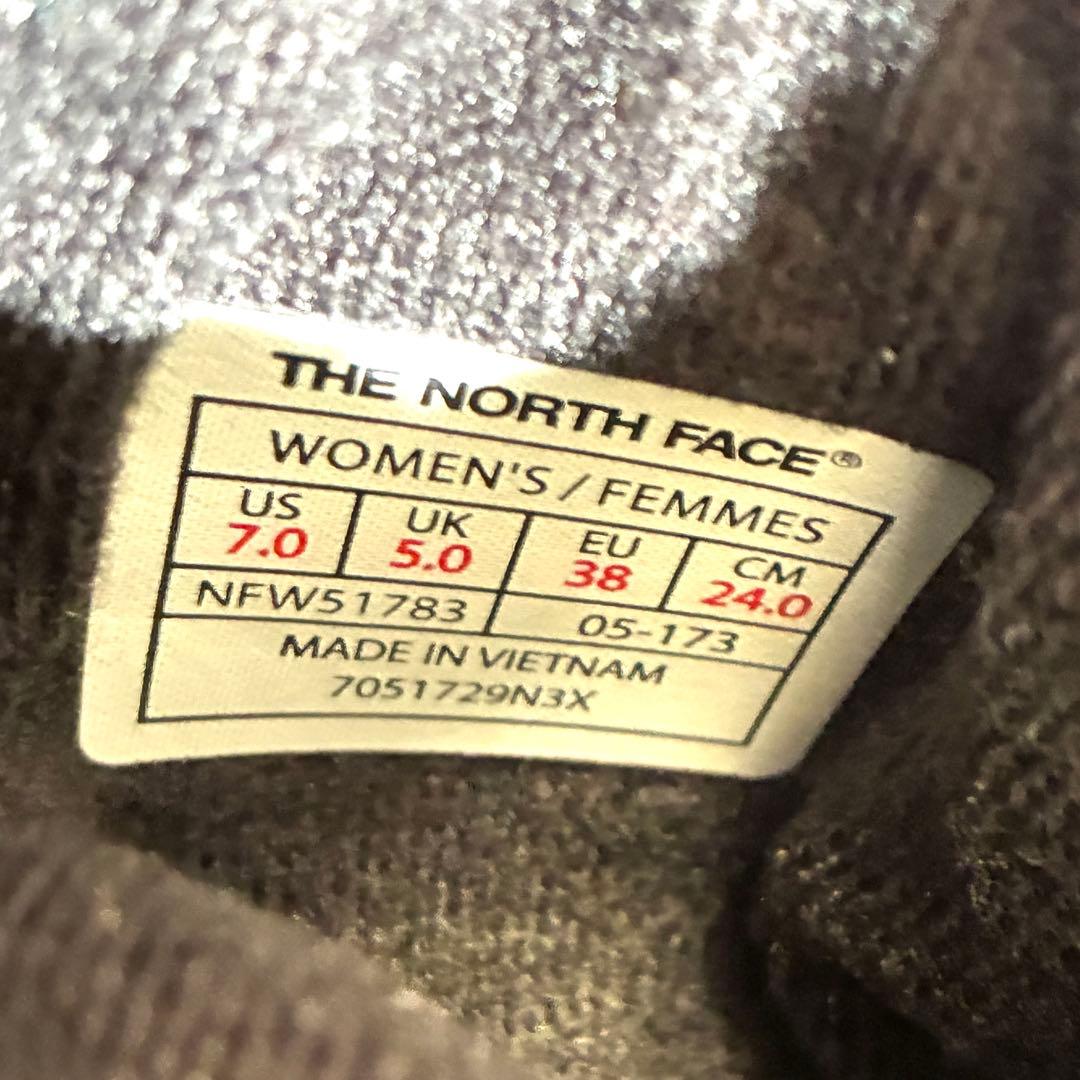 THE NORTH FACE®
WOMEN'S / FEMMES
US UK EU CM
7.0 5.0 38 24.0
NFW51783 05-173
MADE IN VIETNAM
7051729N3X